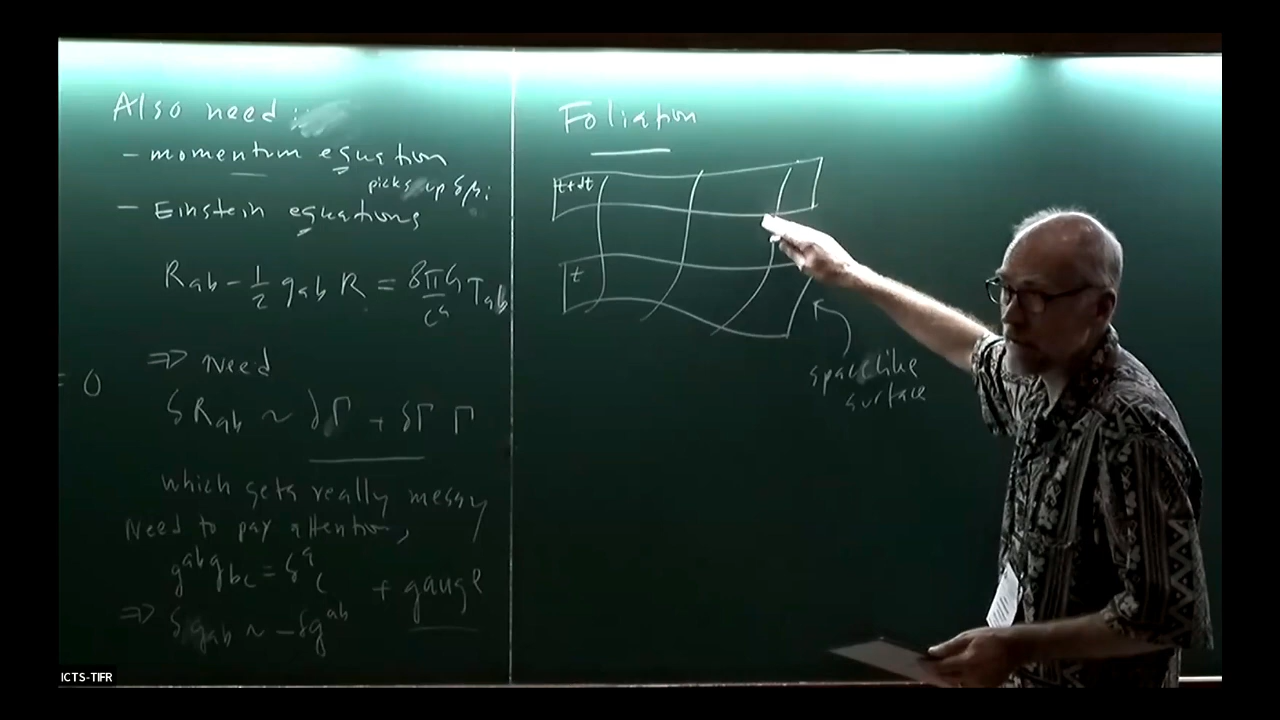 Also need:
- momentum equation
picks up δρ;
- Einstein equations
R_ab - 1/2 g_ab R = 8πG/c⁴ T_ab
= 0
⇒ Need
δR_ab ~ ∂Γ + δΓ Γ
which gets really messy
Need to pay attention,
g^ab g_bc = δ^a_c + gauge
⇒ δg_ab ~ -δg^ab
Foliation
t+dt
t
spacelike
surface
ICTS-TIFR